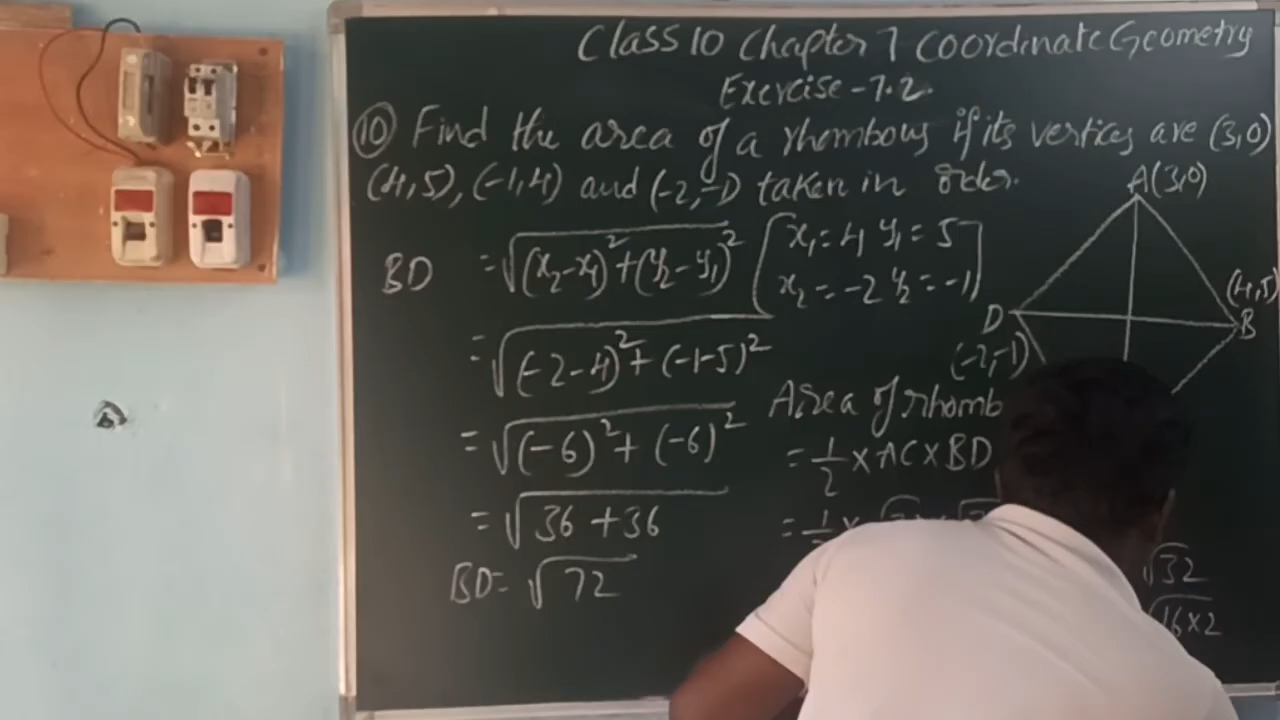 Class 10 Chapter 7 Coordinate Geometry
Exercise - 7.2.
(10) Find the area of a rhombous if its vertices are (3,0)
(4,5), (-1,4) and (-2,-1) taken in order.
BD = √(x₂-x₁)²+(y₂-y₁)² [x₁=4 y₁=5
x₂=-2 y₂=-1]
= √(-2-4)²+(-1-5)²
= √(-6)²+(-6)²
= √36+36
BD= √72
A(3,0)
(4,5)
B
D
(-2,-1)
Area of rhomb
= 1/2 × AC × BD
√32
√16×2